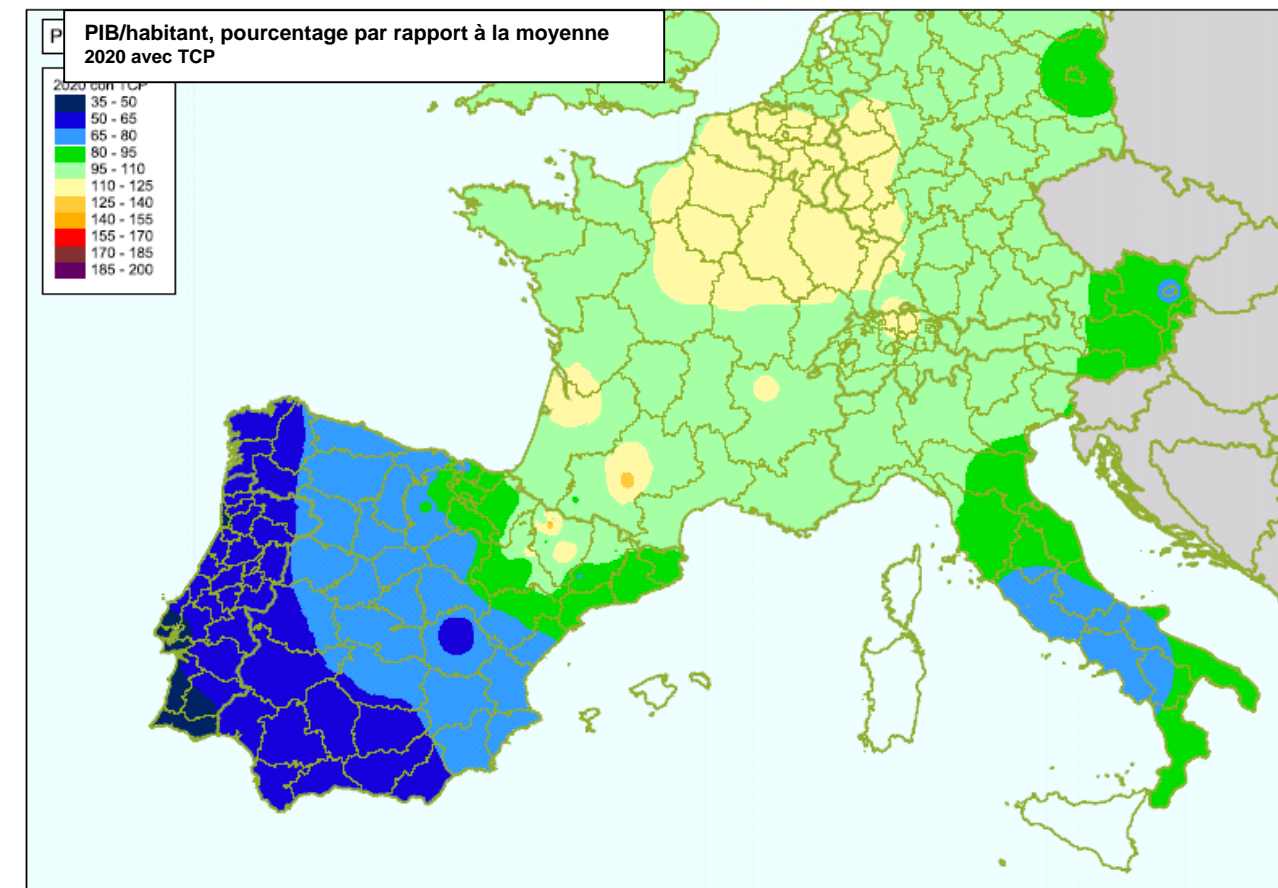 P
PIB/habitant, pourcentage par rapport à la moyenne
2020 avec TCP
2020 con TCP
35 - 50
50 - 65
65 - 80
80 - 95
95 - 110
110 - 125
125 - 140
140 - 155
155 - 170
170 - 185
185 - 200